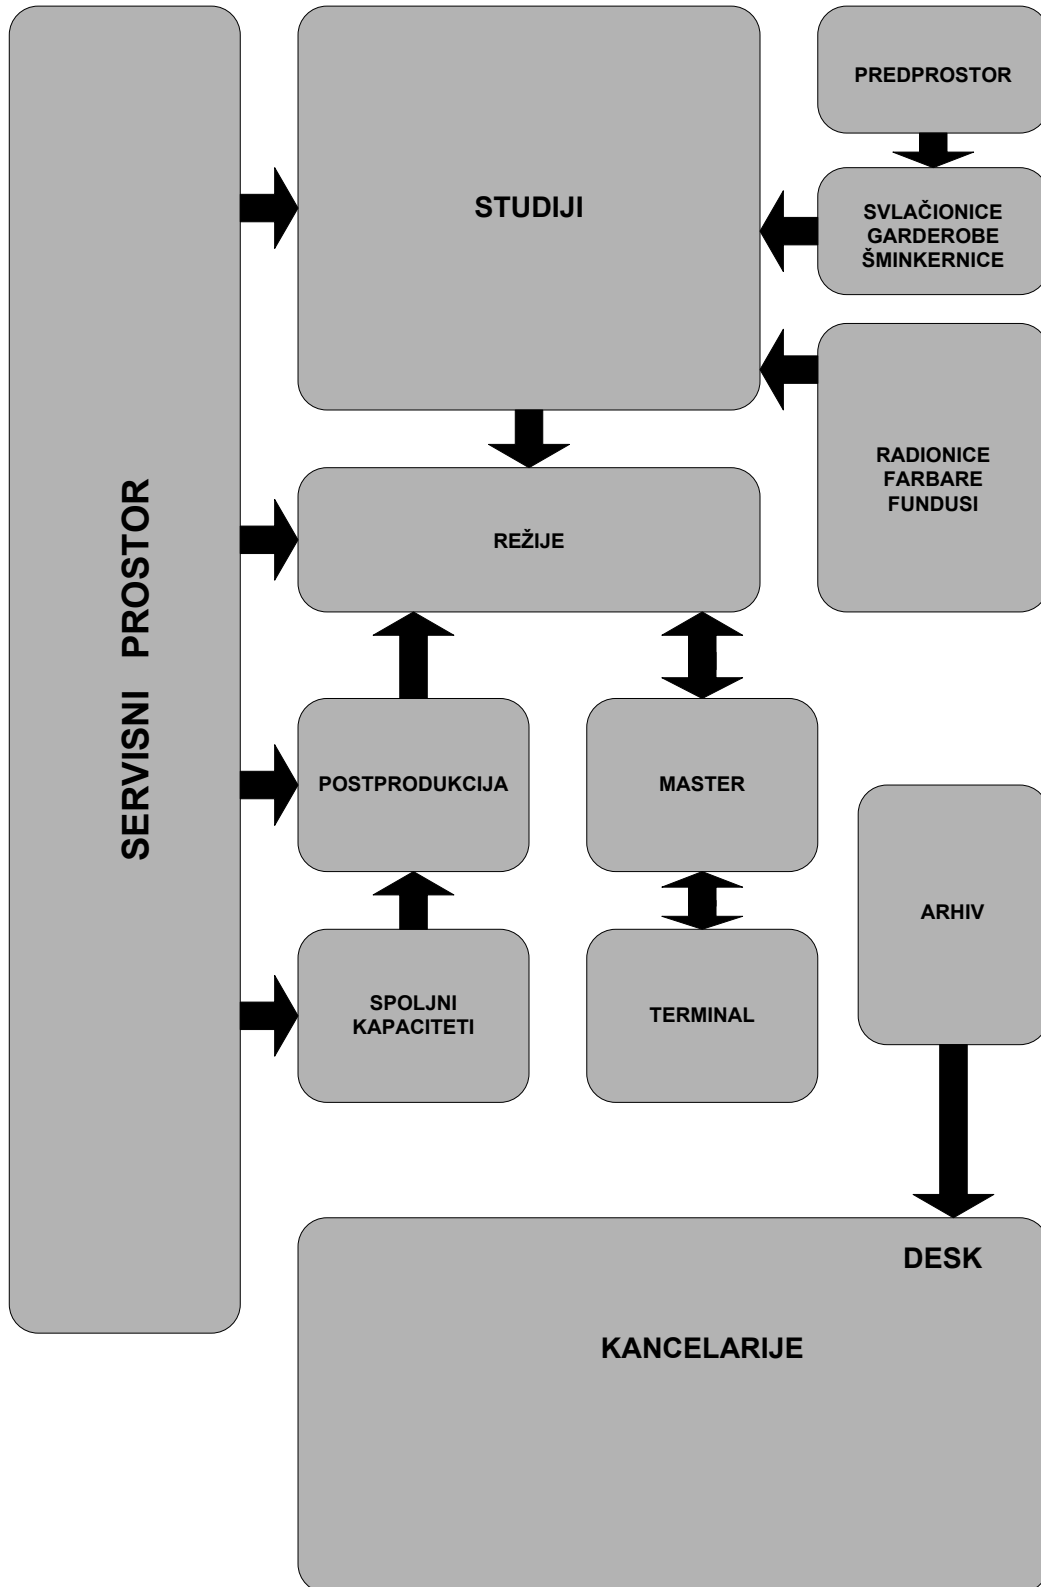 PREDPROSTOR
STUDIJI
SVLAČIONICE
GARDEROBE
ŠMINKERNICE
RADIONICE
FARBARE
FUNDUSI
REŽIJE
SERVISNI PROSTOR
POSTPRODUKCIJA
MASTER
ARHIV
SPOLJNI
KAPACITETI
TERMINAL
DESK
KANCELARIJE